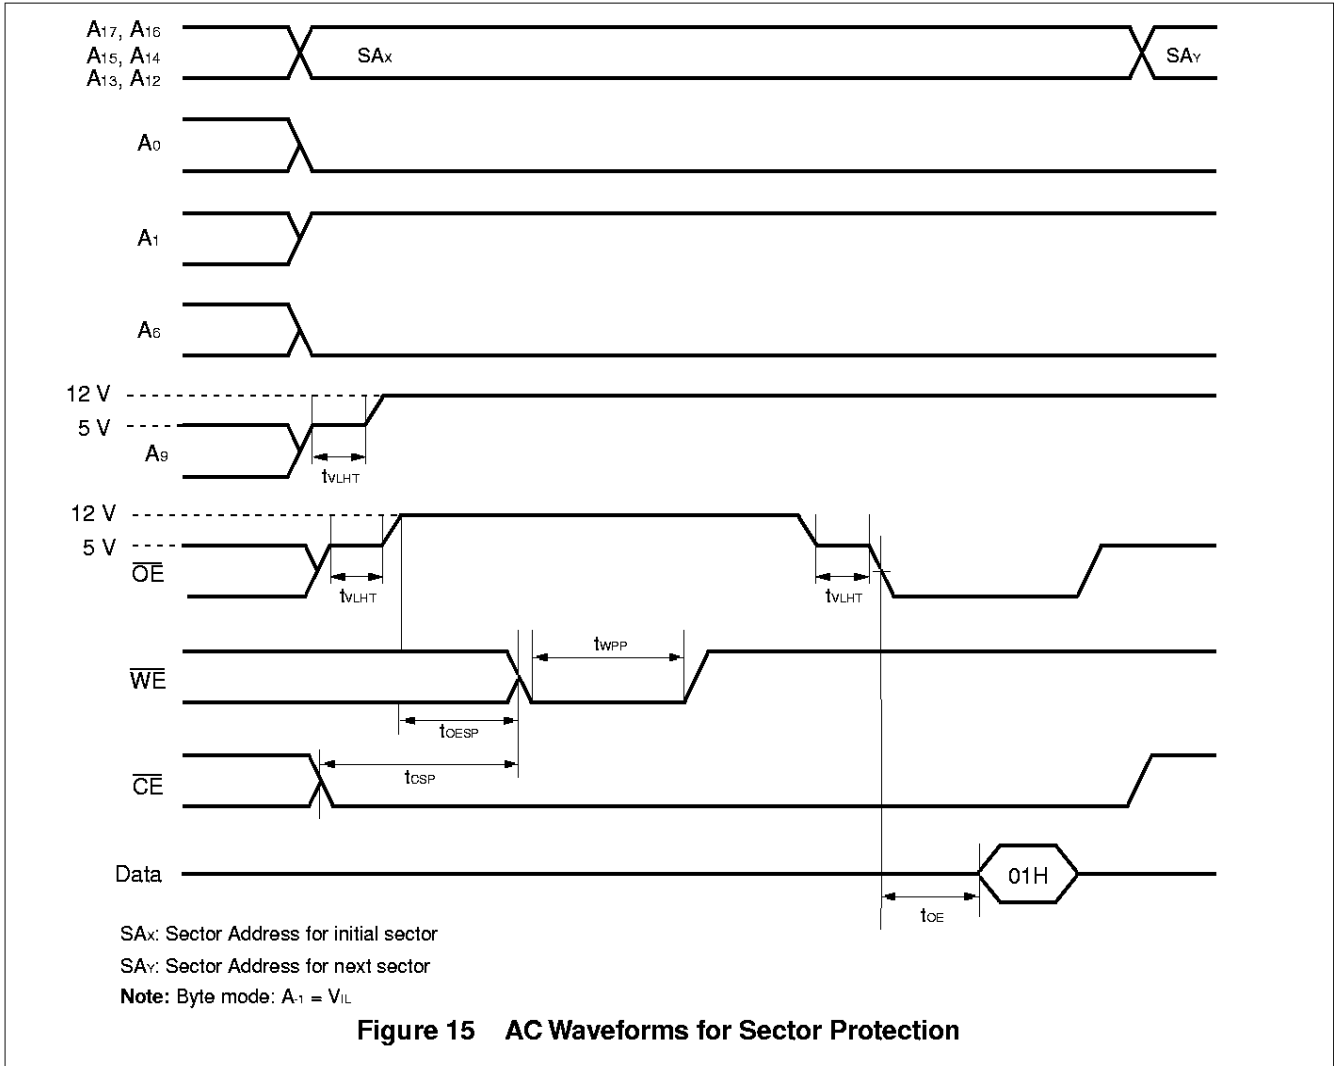 A17, A16
A15, A14
A13, A12
SAX
SAY
A0
A1
A6
12 V
5 V
A9
tVLHT
12 V
5 V
OE
tVLHT
tVLHT
WE
tWPP
tOESP
CE
tCSP
Data
01H
tOE
SAX: Sector Address for initial sector
SAY: Sector Address for next sector
Note: Byte mode: A-1 = VIL
Figure 15 AC Waveforms for Sector Protection